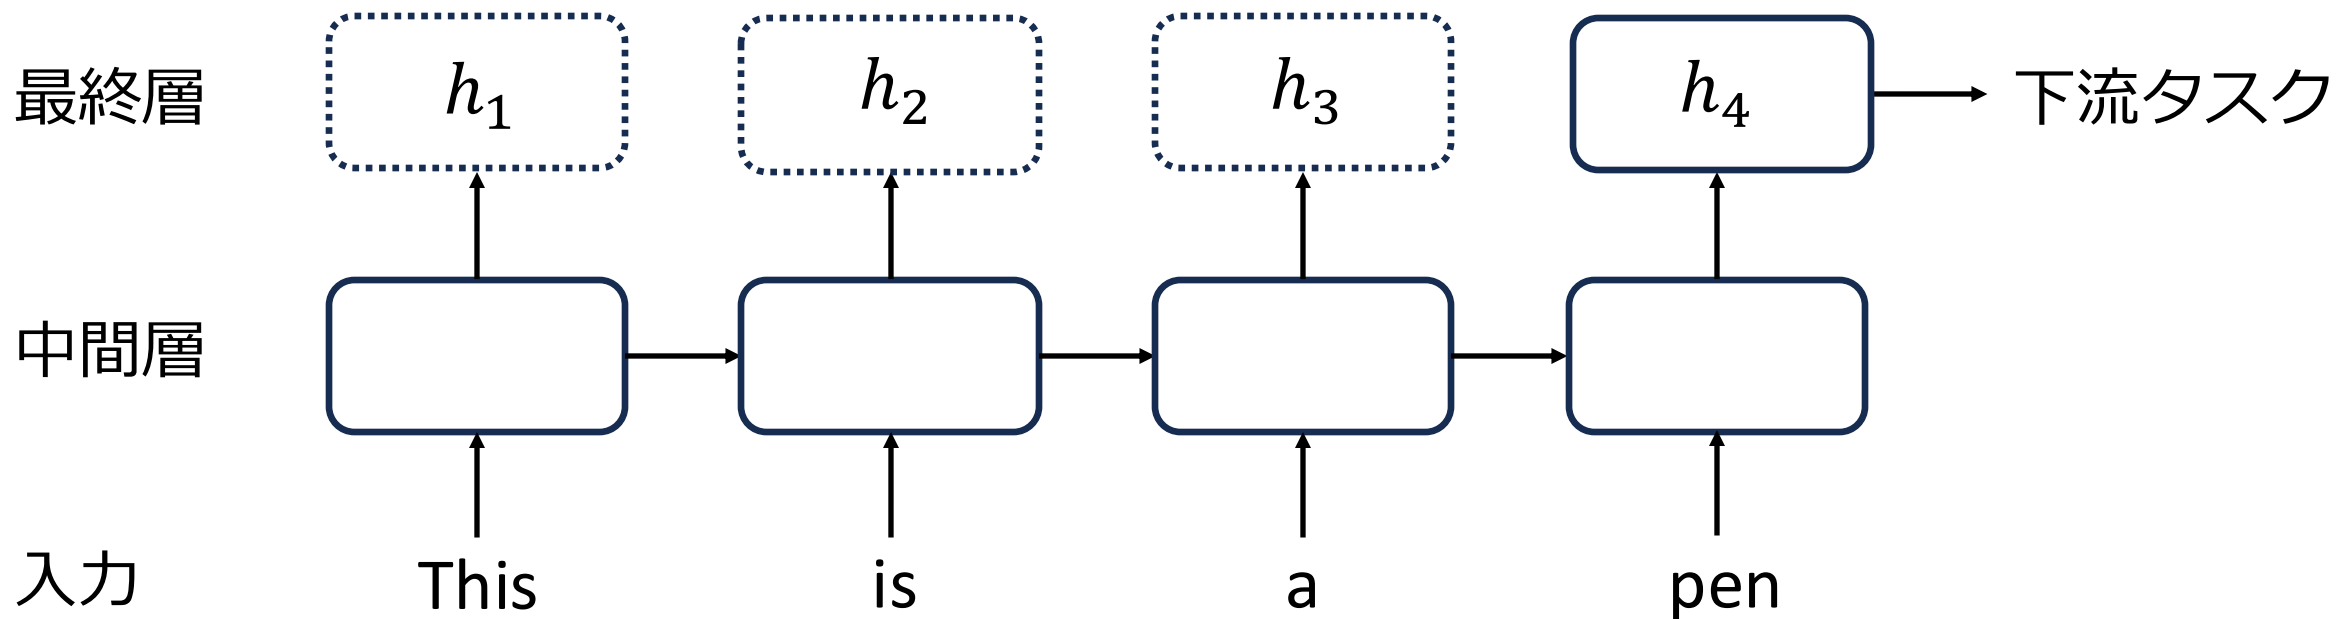 最終層 h₁ h₂ h₃ h₄ 下流タスク
中間層
入力 This is a pen